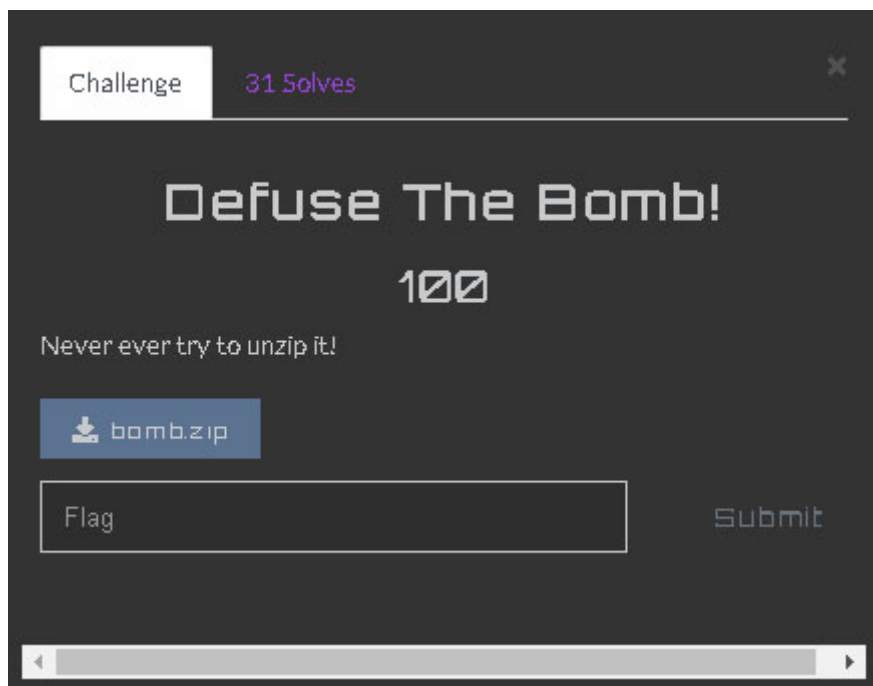 Challenge
31 Solves
×
Defuse The Bomb!
100
Never ever try to unzip it!
bomb.zip
Flag
Submit